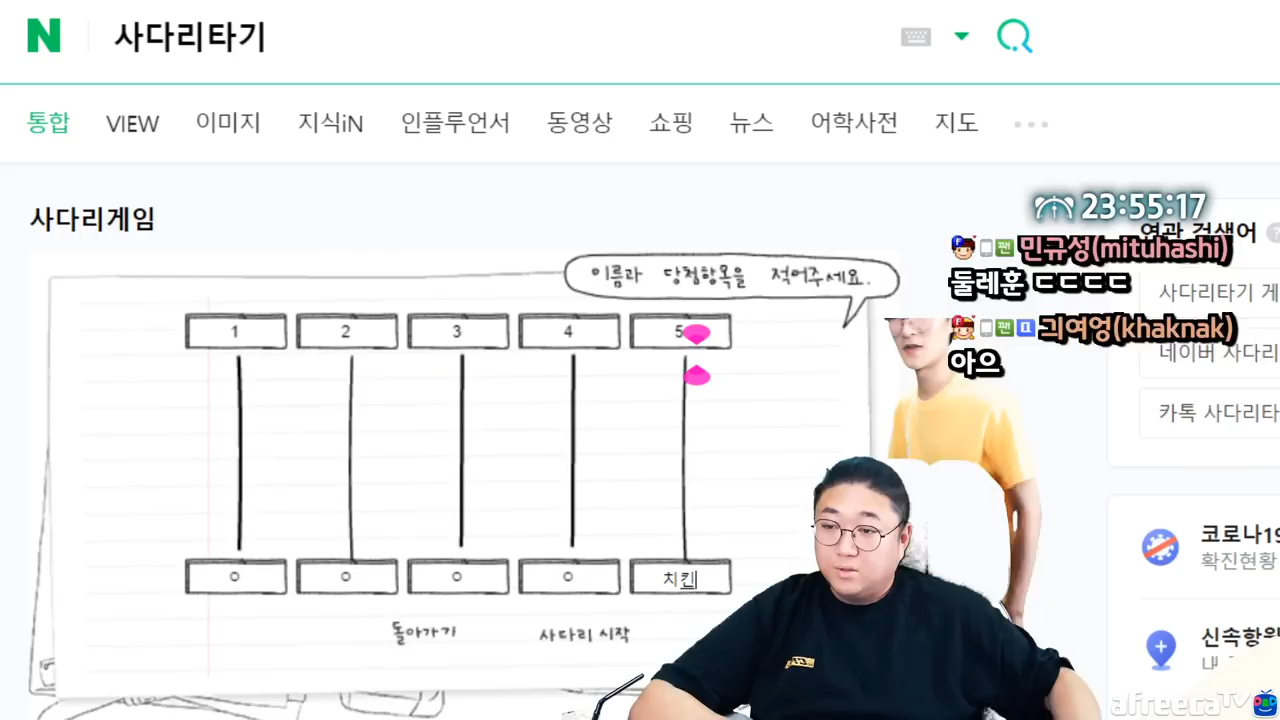 N 사다리타기
통합 VIEW 이미지 지식iN 인플루언서 동영상 쇼핑 뉴스 어학사전 지도
사다리게임
23:55:17
연관 검색어
민규성(mituhashi)
둘레훈 ㄷㄷㄷㄷ
사다리타기 게
괴여엉(khaknak)
네이버 사다리
아으
카톡 사다리타
이름과 당첨항목을 적어주세요.
1 2 3 4 5
ㅇ ㅇ ㅇ ㅇ 치킨
돌아가기 사다리 시작
코로나19
확진현황
신속항원
내
afreecaTV